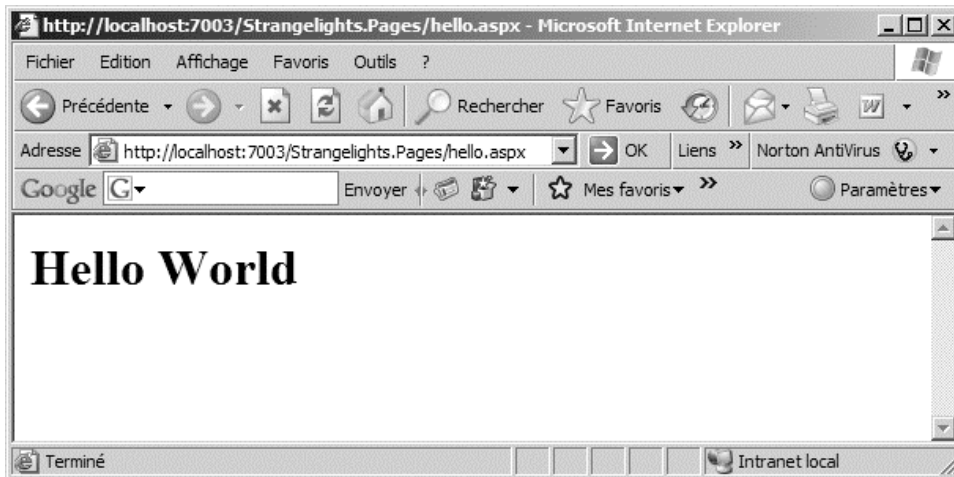 http://localhost:7003/Strangelights.Pages/hello.aspx - Microsoft Internet Explorer
Fichier Edition Affichage Favoris Outils ?
Précédente Rechercher Favoris W »
Adresse http://localhost:7003/Strangelights.Pages/hello.aspx OK Liens » Norton AntiVirus
Google G Envoyer Mes favoris » Paramètres
Hello World
Terminé Intranet local